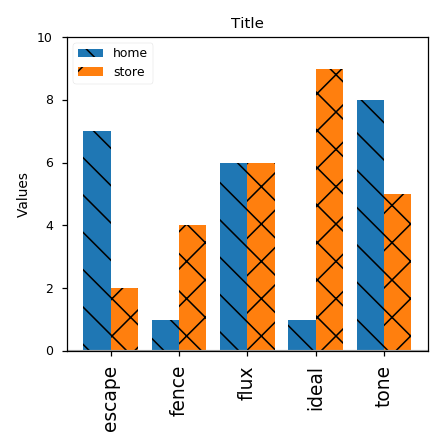 Title
home
store
Values
10
8
6
4
2
0
escape
fence
flux
ideal
tone